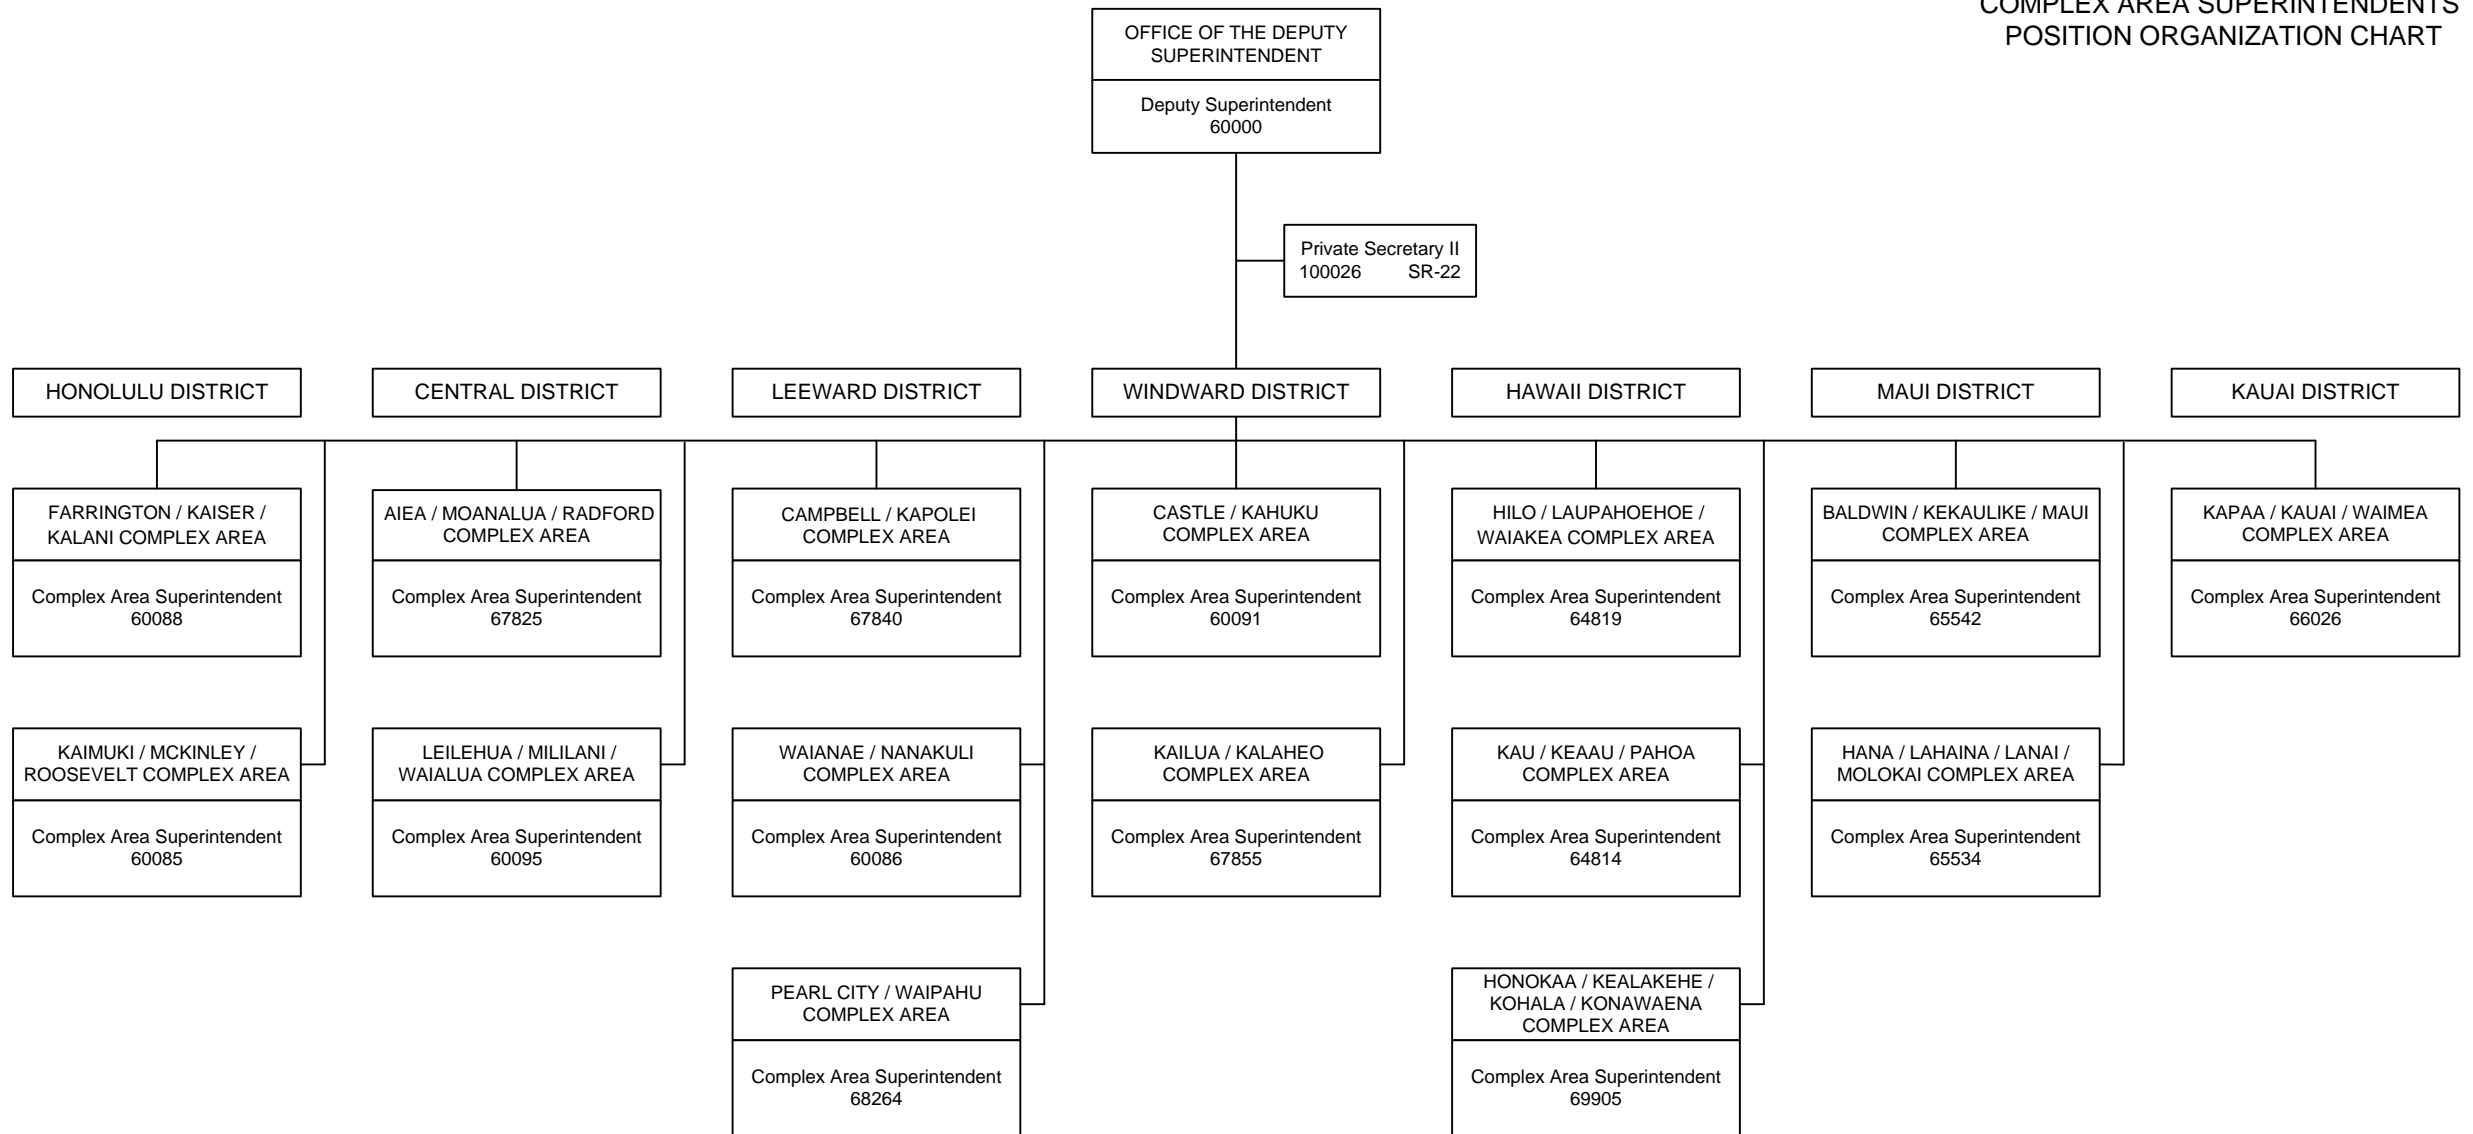 COMPLEX AREA SUPERINTENDENTS
POSITION ORGANIZATION CHART
OFFICE OF THE DEPUTY
SUPERINTENDENT
Deputy Superintendent
60000
Private Secretary II
100026 SR-22
HONOLULU DISTRICT
CENTRAL DISTRICT
LEEWARD DISTRICT
WINDWARD DISTRICT
HAWAII DISTRICT
MAUI DISTRICT
KAUAI DISTRICT
FARRINGTON / KAISER /
KALANI COMPLEX AREA
Complex Area Superintendent
60088
AIEA / MOANALUA / RADFORD
COMPLEX AREA
Complex Area Superintendent
67825
CAMPBELL / KAPOLEI
COMPLEX AREA
Complex Area Superintendent
67840
CASTLE / KAHUKU
COMPLEX AREA
Complex Area Superintendent
60091
HILO / LAUPAHOEHOE /
WAIAKEA COMPLEX AREA
Complex Area Superintendent
64819
BALDWIN / KEKAULIKE / MAUI
COMPLEX AREA
Complex Area Superintendent
65542
KAPAA / KAUAI / WAIMEA
COMPLEX AREA
Complex Area Superintendent
66026
KAIMUKI / MCKINLEY /
ROOSEVELT COMPLEX AREA
Complex Area Superintendent
60085
LEILEHUA / MILILANI /
WAIALUA COMPLEX AREA
Complex Area Superintendent
60095
WAIANAE / NANAKULI
COMPLEX AREA
Complex Area Superintendent
60086
KAILUA / KALAHEO
COMPLEX AREA
Complex Area Superintendent
67855
KAU / KEAAU / PAHOA
COMPLEX AREA
Complex Area Superintendent
64814
HANA / LAHAINA / LANAI /
MOLOKAI COMPLEX AREA
Complex Area Superintendent
65534
PEARL CITY / WAIPAHU
COMPLEX AREA
Complex Area Superintendent
68264
HONOKAA / KEALAKEHE /
KOHALA / KONAWAENA
COMPLEX AREA
Complex Area Superintendent
69905